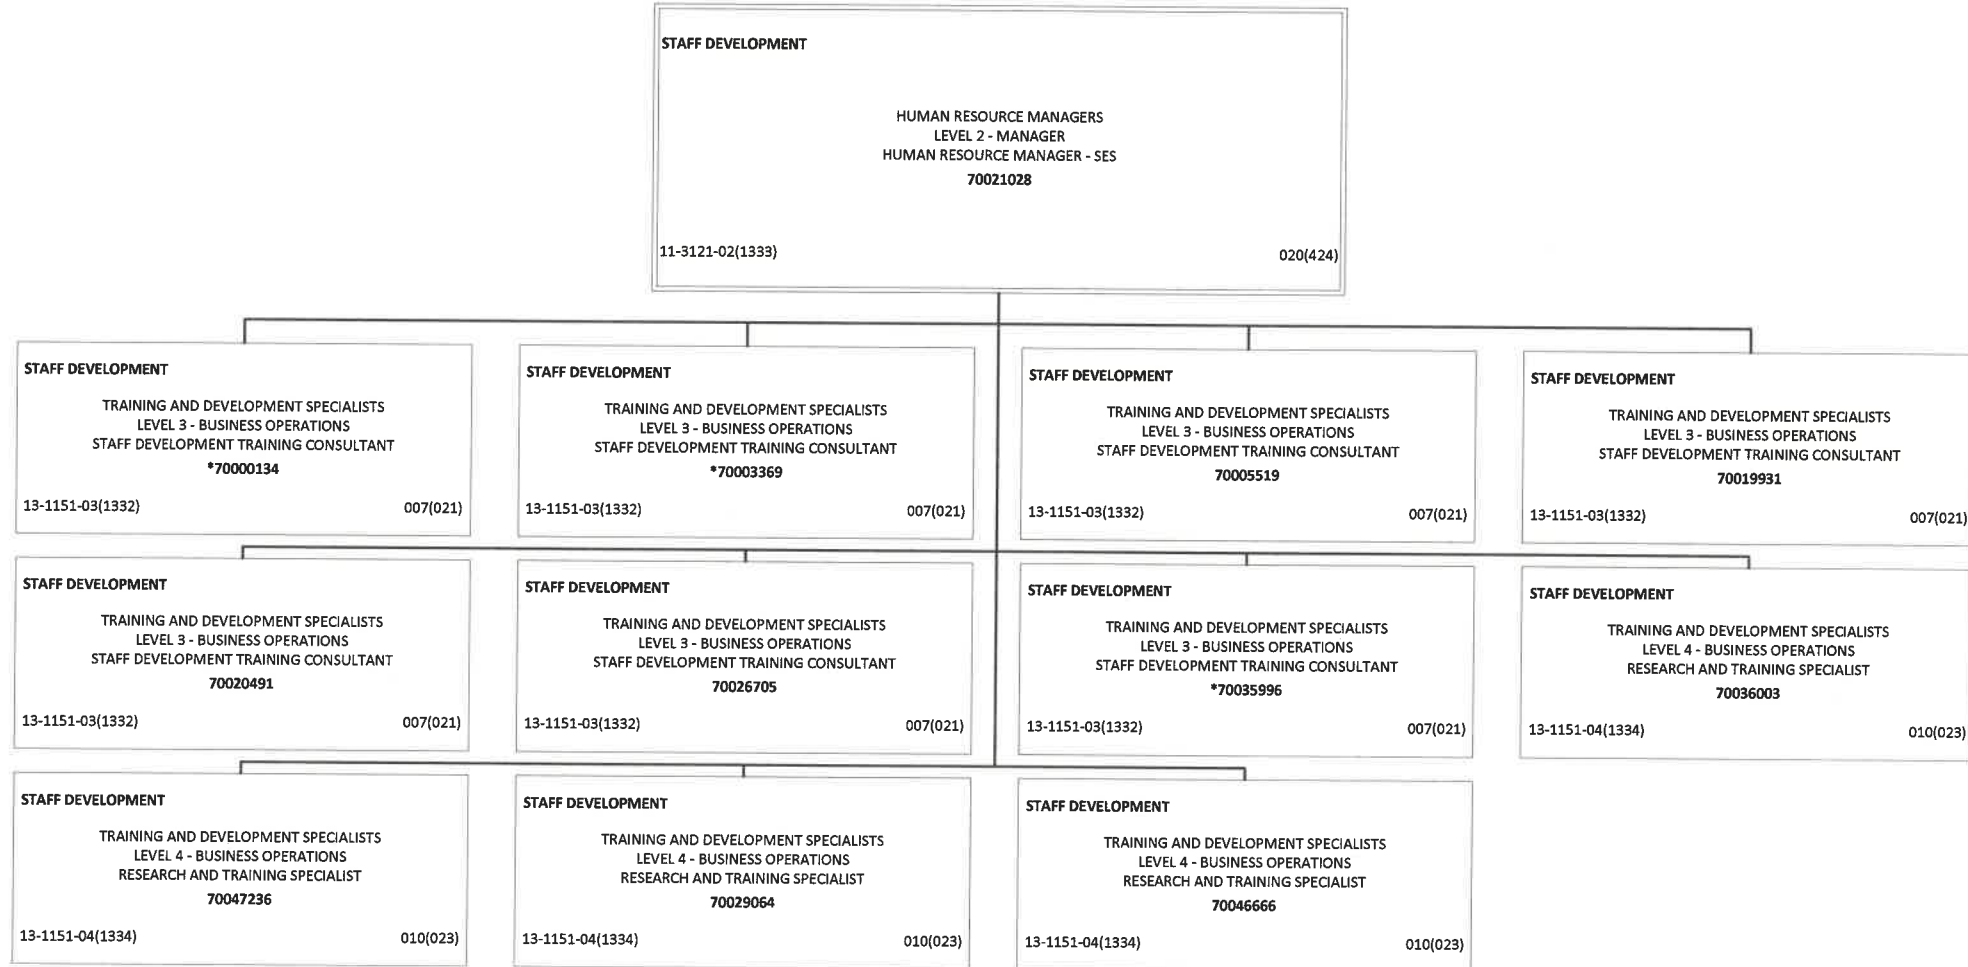 STAFF DEVELOPMENT
HUMAN RESOURCE MANAGERS
LEVEL 2 - MANAGER
HUMAN RESOURCE MANAGER - SES
70021028
11-3121-02(1333)
020(424)
STAFF DEVELOPMENT
TRAINING AND DEVELOPMENT SPECIALISTS
LEVEL 3 - BUSINESS OPERATIONS
STAFF DEVELOPMENT TRAINING CONSULTANT
*70000134
13-1151-03(1332)
007(021)
STAFF DEVELOPMENT
TRAINING AND DEVELOPMENT SPECIALISTS
LEVEL 3 - BUSINESS OPERATIONS
STAFF DEVELOPMENT TRAINING CONSULTANT
*70003369
13-1151-03(1332)
007(021)
STAFF DEVELOPMENT
TRAINING AND DEVELOPMENT SPECIALISTS
LEVEL 3 - BUSINESS OPERATIONS
STAFF DEVELOPMENT TRAINING CONSULTANT
70005519
13-1151-03(1332)
007(021)
STAFF DEVELOPMENT
TRAINING AND DEVELOPMENT SPECIALISTS
LEVEL 3 - BUSINESS OPERATIONS
STAFF DEVELOPMENT TRAINING CONSULTANT
70019931
13-1151-03(1332)
007(021)
STAFF DEVELOPMENT
TRAINING AND DEVELOPMENT SPECIALISTS
LEVEL 3 - BUSINESS OPERATIONS
STAFF DEVELOPMENT TRAINING CONSULTANT
70020491
13-1151-03(1332)
007(021)
STAFF DEVELOPMENT
TRAINING AND DEVELOPMENT SPECIALISTS
LEVEL 3 - BUSINESS OPERATIONS
STAFF DEVELOPMENT TRAINING CONSULTANT
70026705
13-1151-03(1332)
007(021)
STAFF DEVELOPMENT
TRAINING AND DEVELOPMENT SPECIALISTS
LEVEL 3 - BUSINESS OPERATIONS
STAFF DEVELOPMENT TRAINING CONSULTANT
*70035996
13-1151-03(1332)
007(021)
STAFF DEVELOPMENT
TRAINING AND DEVELOPMENT SPECIALISTS
LEVEL 4 - BUSINESS OPERATIONS
RESEARCH AND TRAINING SPECIALIST
70036003
13-1151-04(1334)
010(023)
STAFF DEVELOPMENT
TRAINING AND DEVELOPMENT SPECIALISTS
LEVEL 4 - BUSINESS OPERATIONS
RESEARCH AND TRAINING SPECIALIST
70047236
13-1151-04(1334)
010(023)
STAFF DEVELOPMENT
TRAINING AND DEVELOPMENT SPECIALISTS
LEVEL 4 - BUSINESS OPERATIONS
RESEARCH AND TRAINING SPECIALIST
70029064
13-1151-04(1334)
010(023)
STAFF DEVELOPMENT
TRAINING AND DEVELOPMENT SPECIALISTS
LEVEL 4 - BUSINESS OPERATIONS
RESEARCH AND TRAINING SPECIALIST
70046666
13-1151-04(1334)
010(023)